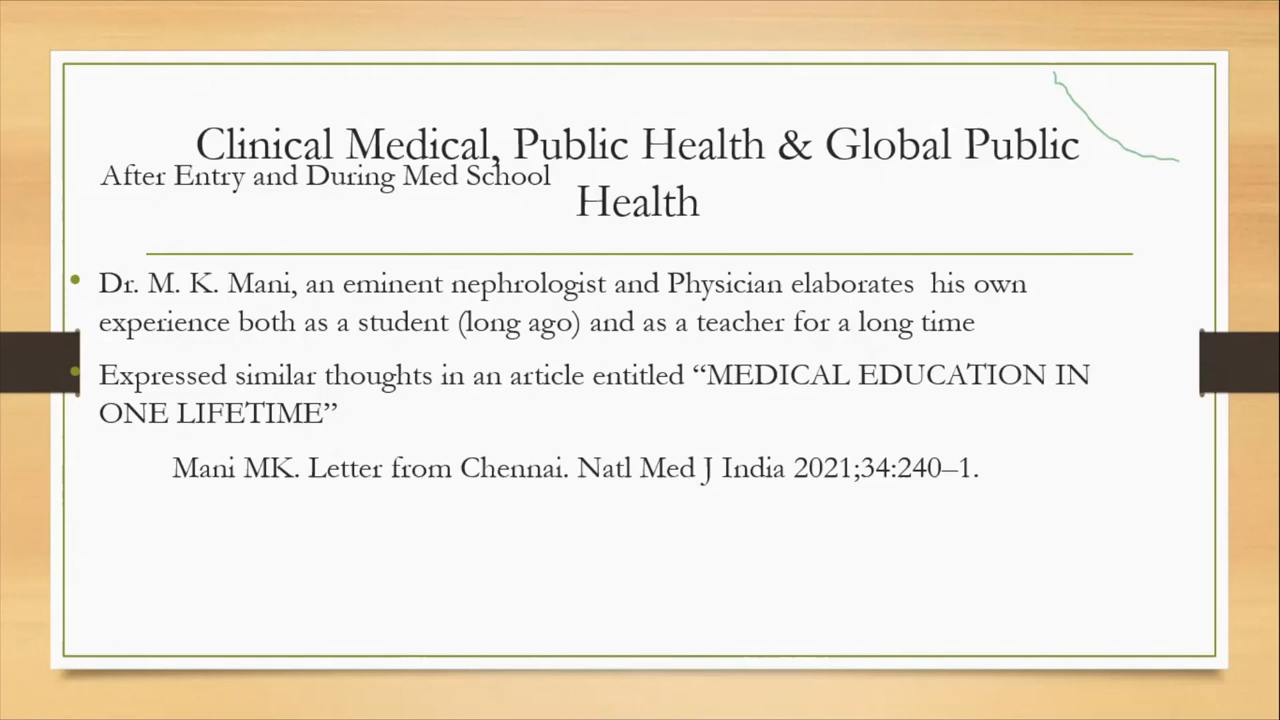 Clinical Medical, Public Health & Global Public
After Entry and During Med School
Health
• Dr. M. K. Mani, an eminent nephrologist and Physician elaborates  his own
experience both as a student (long ago) and as a teacher for a long time
• Expressed similar thoughts in an article entitled “MEDICAL EDUCATION IN
ONE LIFETIME”
Mani MK. Letter from Chennai. Natl Med J India 2021;34:240–1.